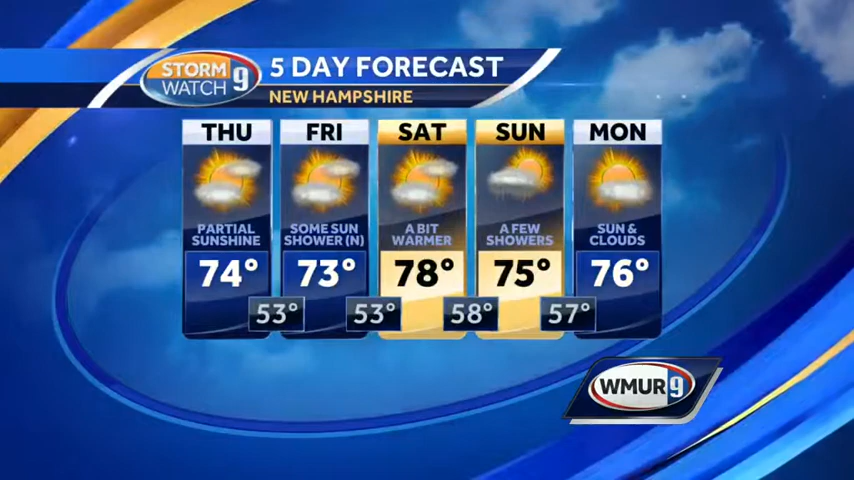 STORM
WATCH 9
5 DAY FORECAST
NEW HAMPSHIRE
THU
PARTIAL
SUNSHINE
74°
53°
FRI
SOME SUN
SHOWER (N)
73°
53°
SAT
A BIT
WARMER
78°
58°
SUN
A FEW
SHOWERS
75°
57°
MON
SUN &
CLOUDS
76°
WMUR 9